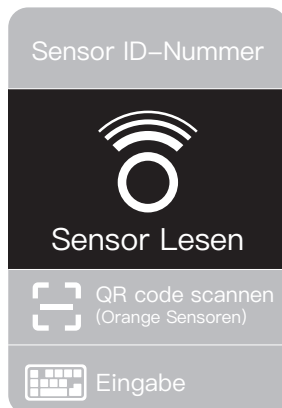 Sensor ID–Nummer
Sensor Lesen
QR code scannen
(Orange Sensoren)
Eingabe